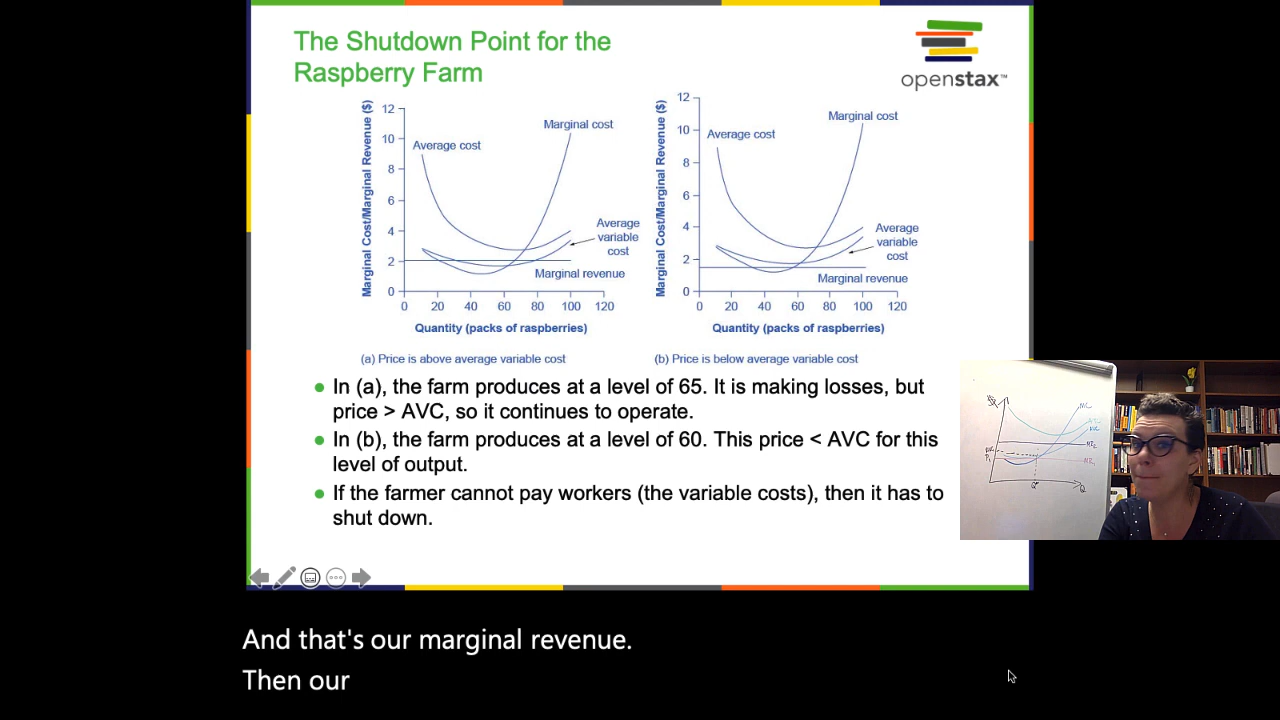 The Shutdown Point for the
Raspberry Farm
openstax™
Marginal Cost/Marginal Revenue ($)
12
10
8
6
4
2
0
Average cost
Marginal cost
Average
variable
cost
Marginal revenue
0 20 40 60 80 100 120
Quantity (packs of raspberries)
(a) Price is above average variable cost
Marginal Cost/Marginal Revenue ($)
12
10
8
6
4
2
0
Average cost
Marginal cost
Average
variable
cost
Marginal revenue
0 20 40 60 80 100 120
Quantity (packs of raspberries)
(b) Price is below average variable cost
● In (a), the farm produces at a level of 65. It is making losses, but
price > AVC, so it continues to operate.
● In (b), the farm produces at a level of 60. This price < AVC for this
level of output.
● If the farmer cannot pay workers (the variable costs), then it has to
shut down.
$
MC
MR₂
MR₁
P₁
Q*
Q
And that's our marginal revenue.
Then our